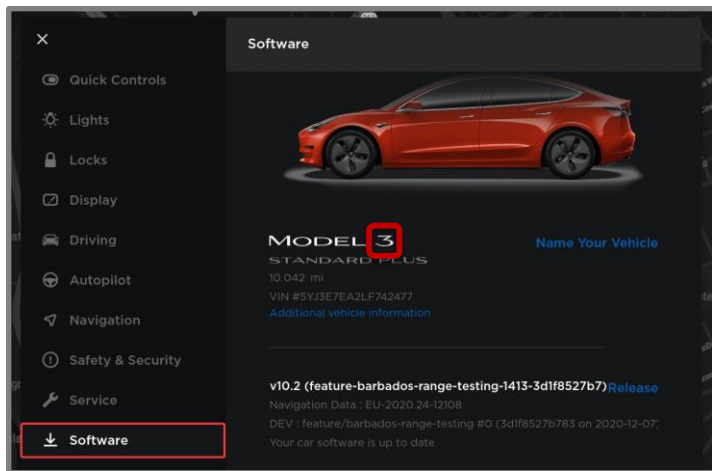 Software
Quick Controls
Lights
Locks
Display
Driving
Autopilot
Navigation
Safety & Security
Service
Software
MODEL 3
Name Your Vehicle
STANDARD PLUS
10.042 mi
VIN #5YJ3E7EA2LF742477
Additional vehicle information
v10.2 (feature-barbados-range-testing-1413-3d1f8527b7) Release
Navigation Data : EU-2020.24-12108
DEV : feature/barbados-range-testing #0 (3d1f8527b783 on 2020-12-07
Your car software is up to date